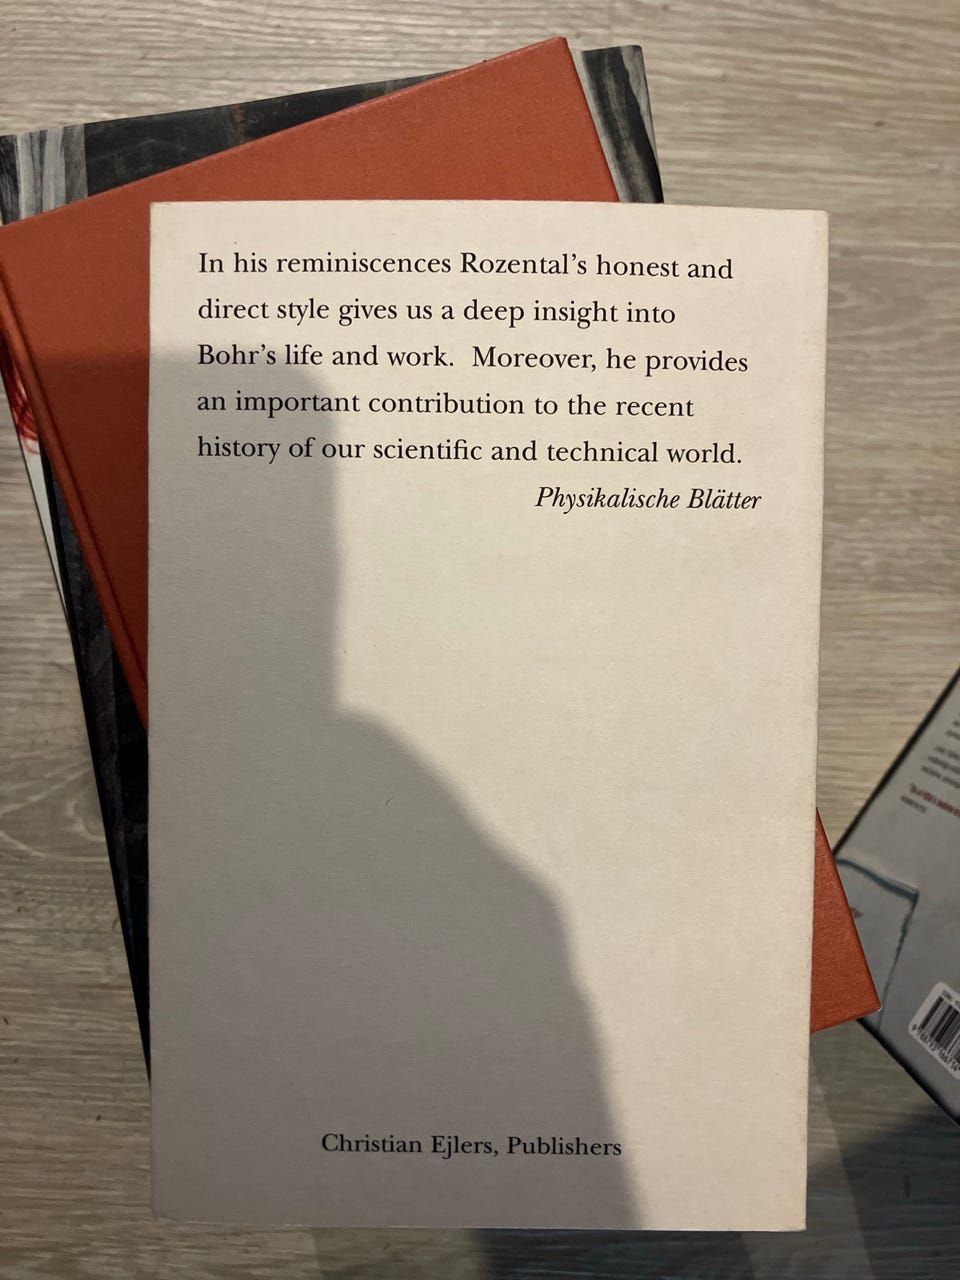 In his reminiscences Rozental’s honest and
direct style gives us a deep insight into
Bohr’s life and work.  Moreover, he provides
an important contribution to the recent
history of our scientific and technical world.
Physikalische Blätter
Christian Ejlers, Publishers